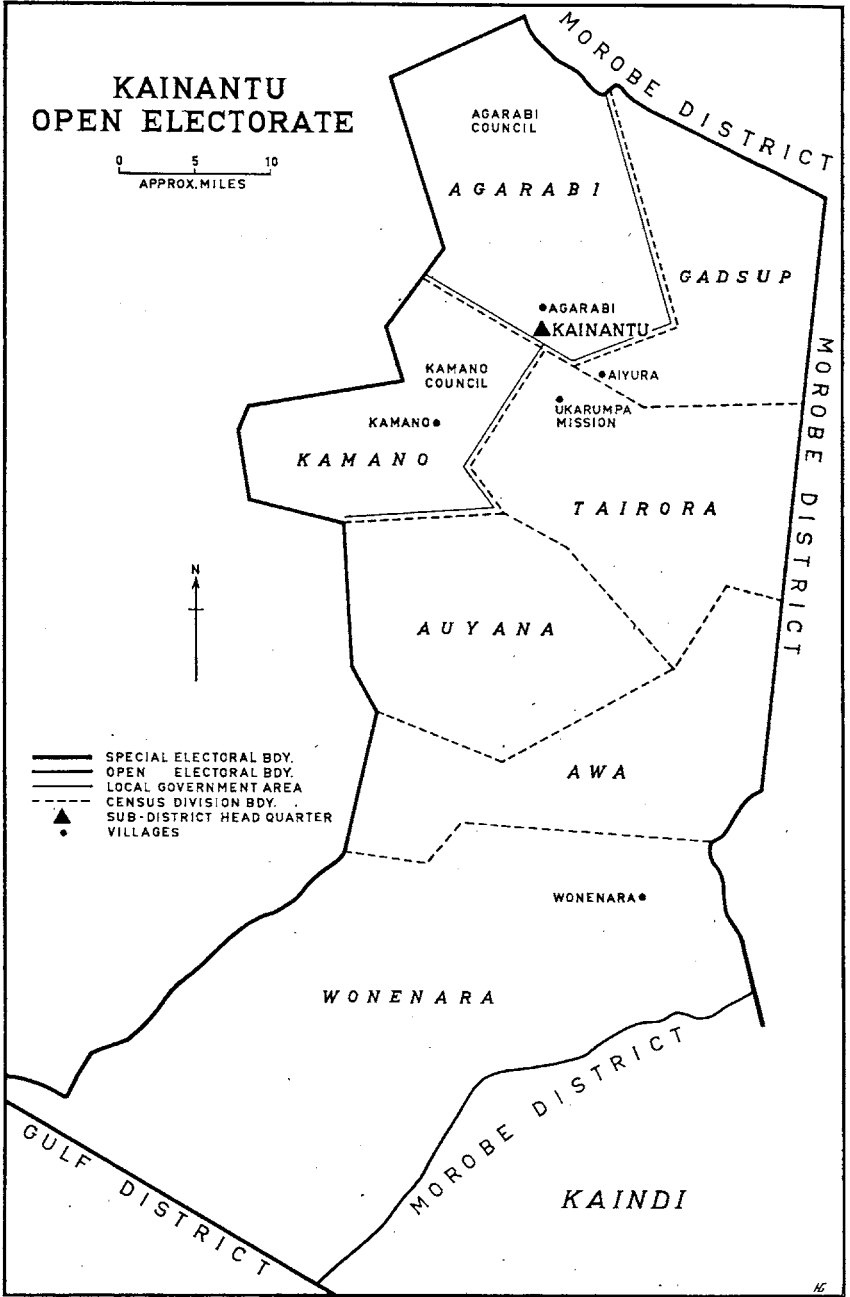 KAINANTU
OPEN ELECTORATE
0 5 10
APPROX. MILES
MOROBE DISTRICT
AGARABI
COUNCIL
AGARABI
GADSUP
AGARABI
KAINANTU
MOROBE DISTRICT
KAMANO
COUNCIL
AIYURA
UKARUMPA
MISSION
KAMANO
KAMANO
TAIRORA
N
AUYANA
SPECIAL ELECTORAL BDY.
OPEN ELECTORAL BDY.
LOCAL GOVERNMENT AREA
CENSUS DIVISION BDY.
SUB-DISTRICT HEAD QUARTER
VILLAGES
AWA
WONENARA
WONENARA
MOROBE DISTRICT
GULF DISTRICT
KAINDI